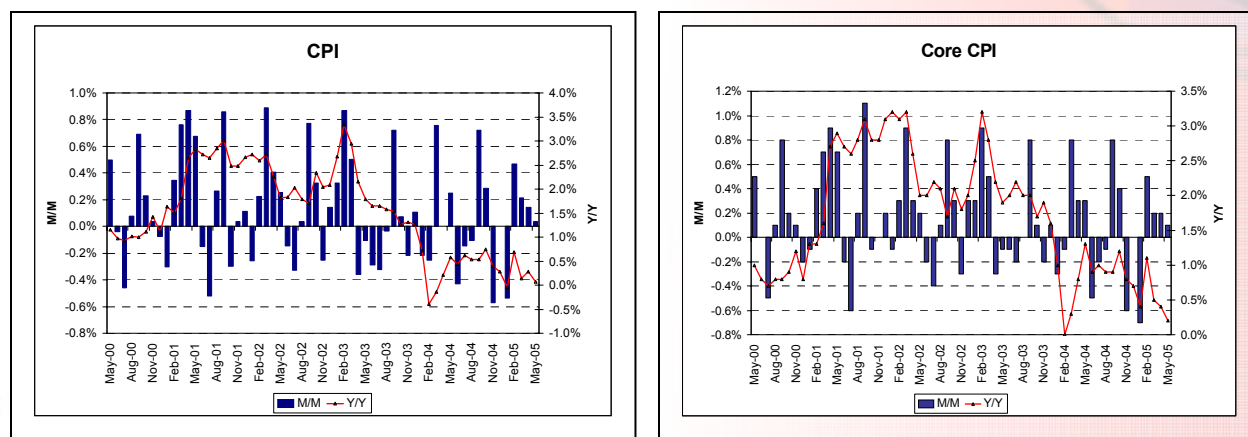 CPI
1.0%
0.8%
0.6%
0.4%
0.2%
0.0%
-0.2%
-0.4%
-0.6%
-0.8%
M/M
4.0%
3.5%
3.0%
2.5%
2.0%
1.5%
1.0%
0.5%
0.0%
-0.5%
-1.0%
Y/Y
May-00
Aug-00
Nov-00
Feb-01
May-01
Aug-01
Nov-01
Feb-02
May-02
Aug-02
Nov-02
Feb-03
May-03
Aug-03
Nov-03
Feb-04
May-04
Aug-04
Nov-04
Feb-05
May-05
M/M Y/Y
Core CPI
1.2%
1.0%
0.8%
0.6%
0.4%
0.2%
0.0%
-0.2%
-0.4%
-0.6%
-0.8%
M/M
3.5%
3.0%
2.5%
2.0%
1.5%
1.0%
0.5%
0.0%
Y/Y
May-00
Aug-00
Nov-00
Feb-01
May-01
Aug-01
Nov-01
Feb-02
May-02
Aug-02
Nov-02
Feb-03
May-03
Aug-03
Nov-03
Feb-04
May-04
Aug-04
Nov-04
Feb-05
May-05
M/M Y/Y